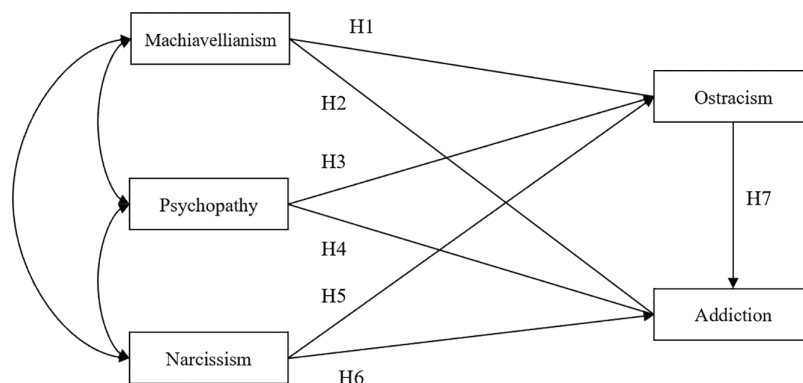 Machiavellianism
H1
Ostracism
H2
H3
Psychopathy
H7
H4
H5
Addiction
Narcissism
H6